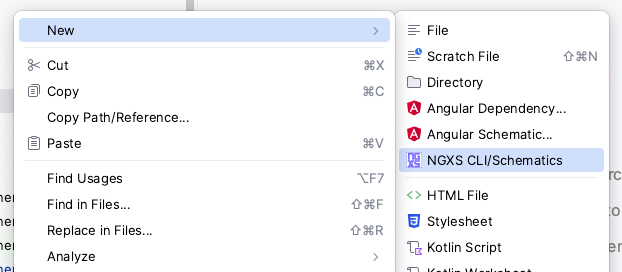 New
Cut ⌘X
Copy ⌘C
Copy Path/Reference...
Paste ⌘V
Find Usages ⌥F7
Find in Files... ⇧⌘F
Replace in Files... ⇧⌘R
Analyze
File
Scratch File ⇧⌘N
Directory
Angular Dependency...
Angular Schematic...
NGXS CLI/Schematics
HTML File
Stylesheet
Kotlin Script